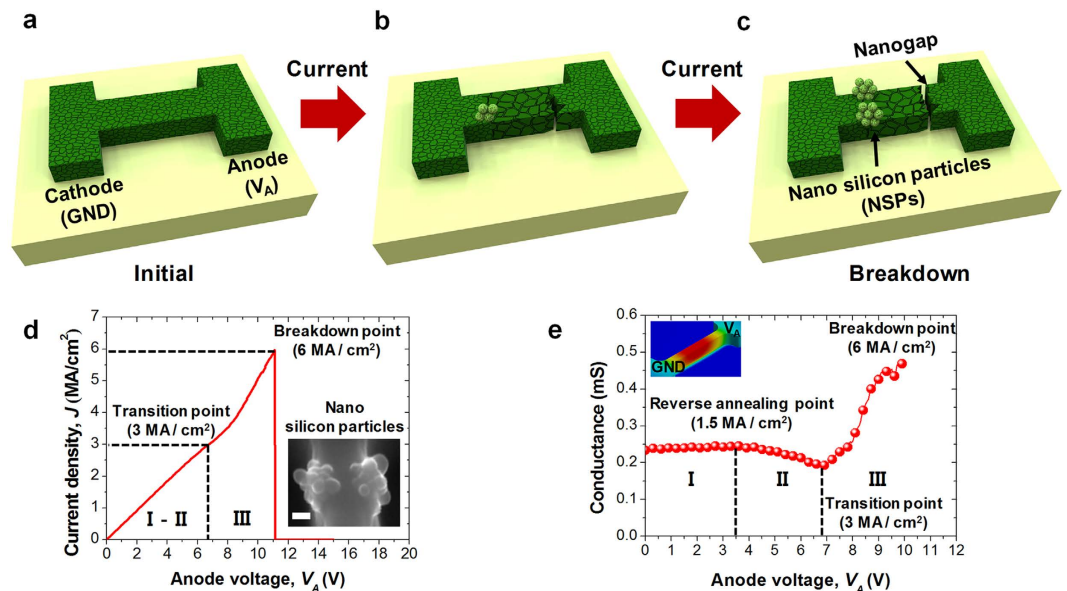 a
b
c
Current
Current
Nanogap
Cathode
(GND)
Anode
(V_A)
Nano silicon particles
(NSPs)
Initial
Breakdown
d
Current density, J (MA/cm²)
7
6
5
4
3
2
1
0
Breakdown point
(6 MA / cm²)
Transition point
(3 MA / cm²)
Nano
silicon particles
I - II
III
0 2 4 6 8 10 12 14 16 18 20
Anode voltage, V_A (V)
e
Conductance (mS)
0.6
0.5
0.4
0.3
0.2
0.1
0.0
V_A
GND
Breakdown point
(6 MA / cm²)
Reverse annealing point
(1.5 MA / cm²)
I
II
III
Transition point
(3 MA / cm²)
0 1 2 3 4 5 6 7 8 9 10 11 12
Anode voltage, V_A (V)